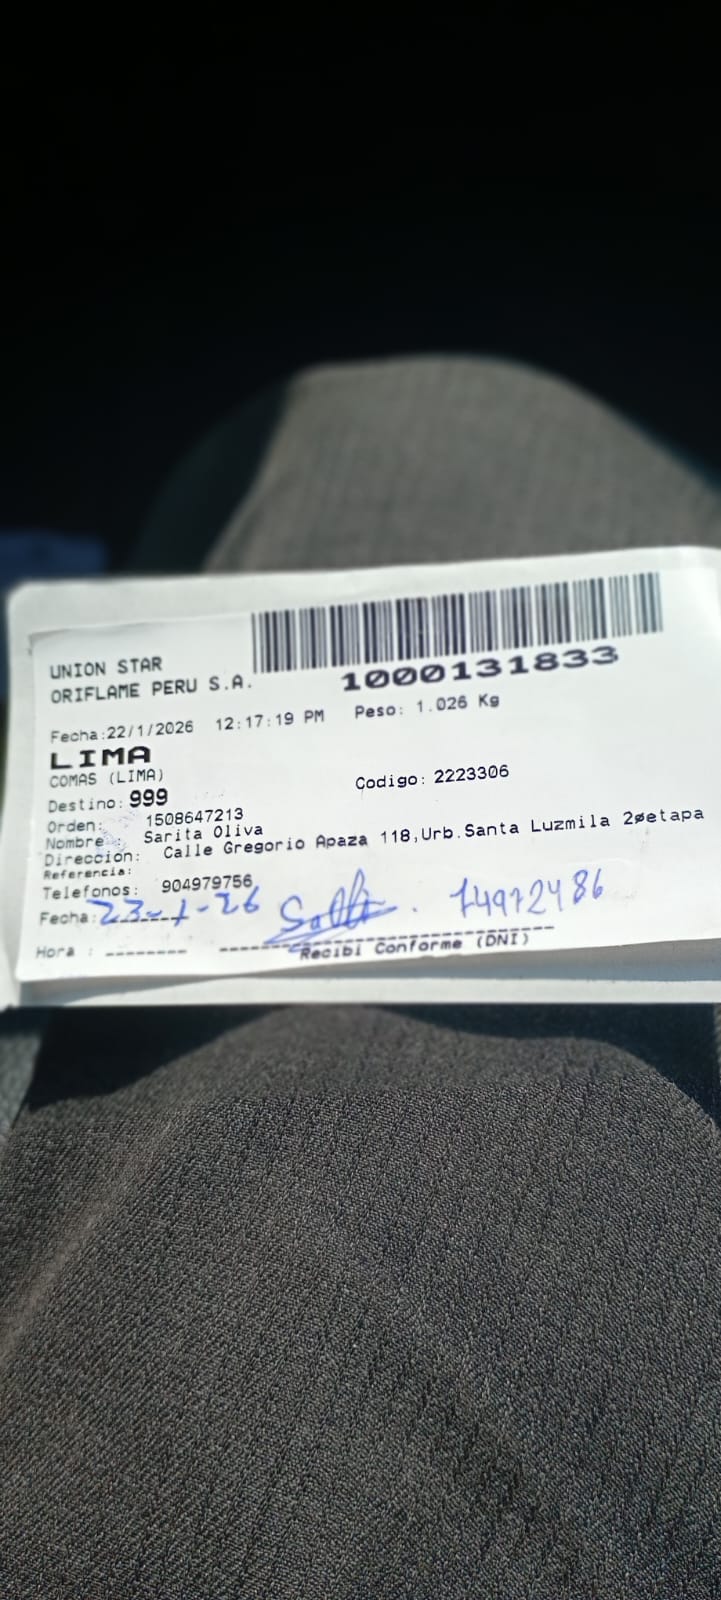 UNION STAR
ORIFLAME PERU S.A.
1000131833
Fecha:22/1/2026 12:17:19 PM Peso: 1.026 Kg
LIMA
COMAS (LIMA)
Destino: 999 Codigo: 2223306
Orden: 1508647213
Nombre : Sarita Oliva
Direccion: Calle Gregorio Apaza 118,Urb.Santa Luzmila 2øetapa
Referencia:
Telefonos: 904979756
Fecha: 23-1-26 74972486
Hora : --------
Recibi Conforme (DNI)